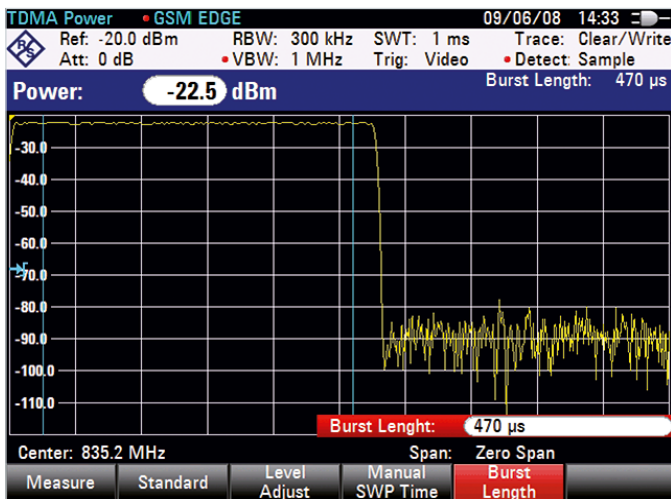 TDMA Power • GSM EDGE 09/06/08 14:33
R&S Ref: -20.0 dBm RBW: 300 kHz SWT: 1 ms Trace: Clear/Write
Att: 0 dB • VBW: 1 MHz Trig: Video • Detect: Sample
Power: -22.5 dBm Burst Length: 470 µs
-30.0
-40.0
-50.0
-60.0
-70.0
-80.0
-90.0
-100.0
-110.0
Burst Lenght: 470 µs
Center: 835.2 MHz Span: Zero Span
Measure Standard Level Adjust Manual SWP Time Burst Length